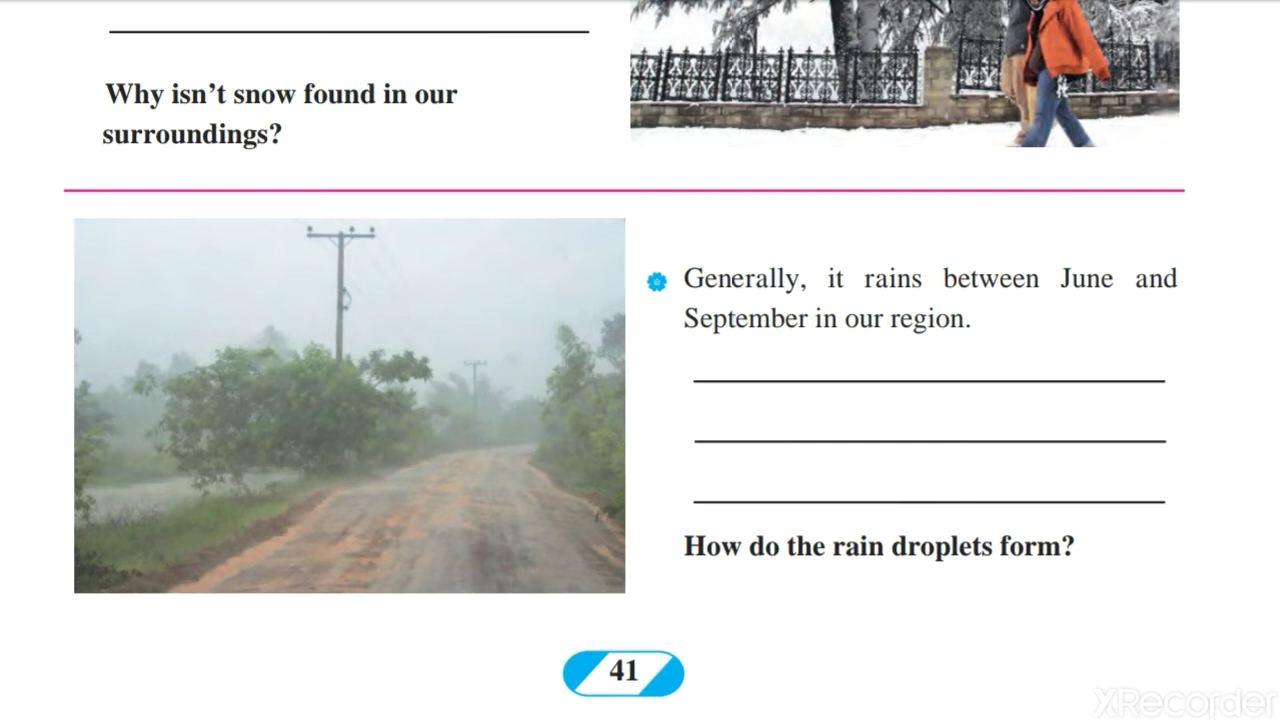 Why isn’t snow found in our
surroundings?
Generally, it rains between June and
September in our region.
How do the rain droplets form?
41
XRecorder